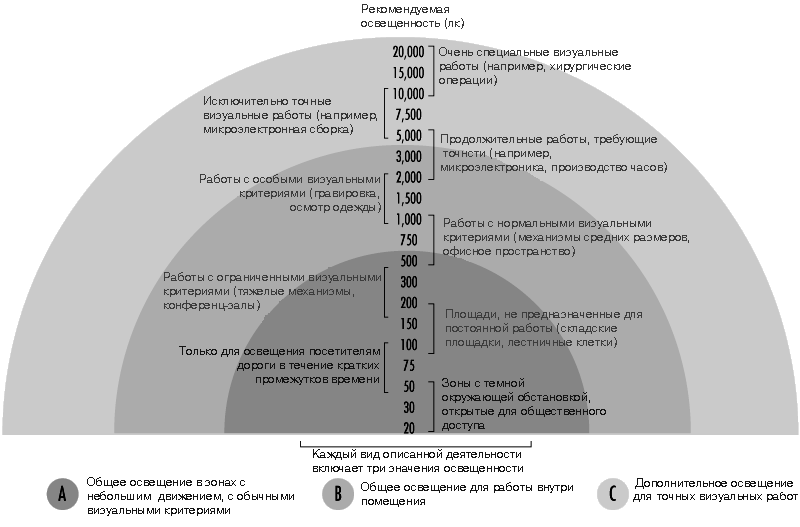 Рекомендуемая
освещенность (лк)
20,000
15,000
10,000
7,500
5,000
3,000
2,000
1,500
1,000
750
500
300
200
150
100
75
50
30
20
Очень специальные визуальные
работы (например, хирургические
операции)
Исключительно точные
визуальные работы (например,
микроэлектронная сборка)
Продолжительные работы, требующие
точнсти (например,
микроэлектроника, производство часов)
Работы с особыми визуальными
критериями (гравировка,
осмотр одежды)
Работы с нормальными визуальными
критериями (механизмы средних размеров,
офисное пространство)
Работы с ограниченными визуальными
критериями (тяжелые механизмы,
конференц-залы)
Площади, не предназначенные для
постоянной работы (складские
площадки, лестничные клетки)
Только для освещения посетителям
дороги в течение кратких
промежутков времени
Зоны с темной
окружающей обстановкой,
открытые для общественного
доступа
Каждый вид описанной деятельности
включает три значения освещенности
A
Общее освещение в зонах с
небольшим движением, с обычными
визуальными критериями
B
Общее освещение для работы внутри
помещения
C
Дополнительное освещение
для точных визуальных работ